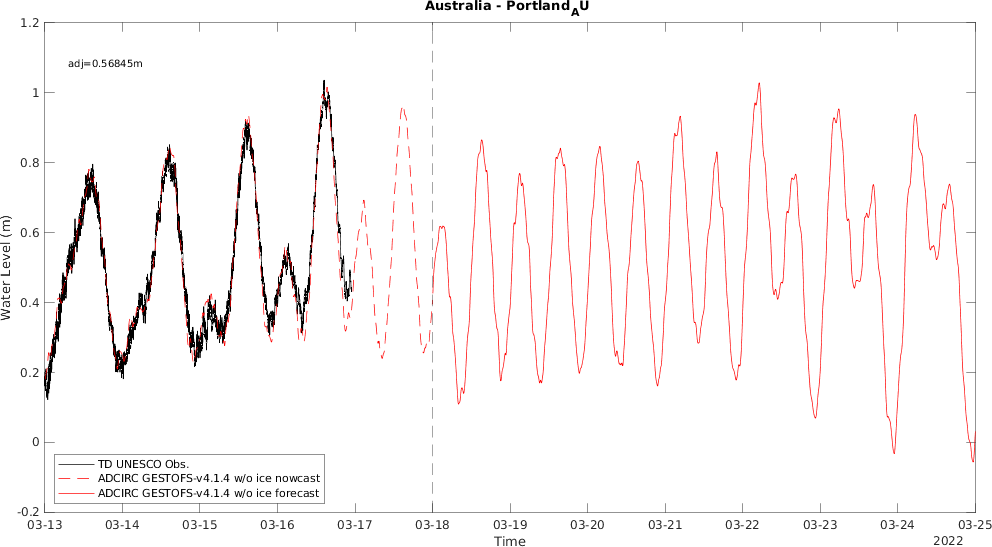 Australia - Portland_AU
adj=0.56845m
1.2
1
0.8
0.6
0.4
0.2
0
-0.2
Water Level (m)
TD UNESCO Obs.
ADCIRC GESTOFS-v4.1.4 w/o ice nowcast
ADCIRC GESTOFS-v4.1.4 w/o ice forecast
03-13 03-14 03-15 03-16 03-17 03-18 03-19 03-20 03-21 03-22 03-23 03-24 03-25
Time
2022